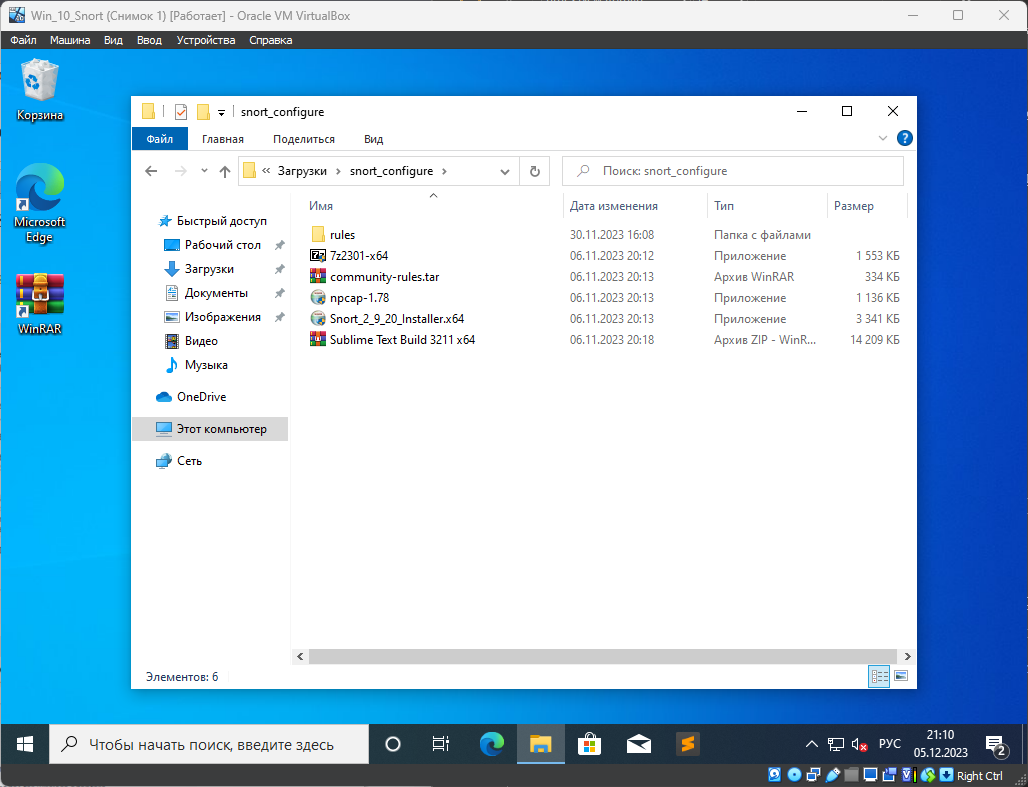 Win_10_Snort (Снимок 1) [Работает] - Oracle VM VirtualBox
Файл Машина Вид Ввод Устройства Справка
Корзина
Microsoft
Edge
WinRAR
snort_configure
Файл Главная Поделиться Вид
« Загрузки › snort_configure ›
Поиск: snort_configure
Имя Дата изменения Тип Размер
Быстрый доступ
Рабочий стол
Загрузки
Документы
Изображения
Видео
Музыка
OneDrive
Этот компьютер
Сеть
rules 30.11.2023 16:08 Папка с файлами
7z2301-x64 06.11.2023 20:12 Приложение 1 553 КБ
community-rules.tar 06.11.2023 20:13 Архив WinRAR 334 КБ
npcap-1.78 06.11.2023 20:13 Приложение 1 136 КБ
Snort_2_9_20_Installer.x64 06.11.2023 20:13 Приложение 3 341 КБ
Sublime Text Build 3211 x64 06.11.2023 20:18 Архив ZIP - WinR... 14 209 КБ
Элементов: 6
Чтобы начать поиск, введите здесь
РУС
21:10
05.12.2023
2
Right Ctrl